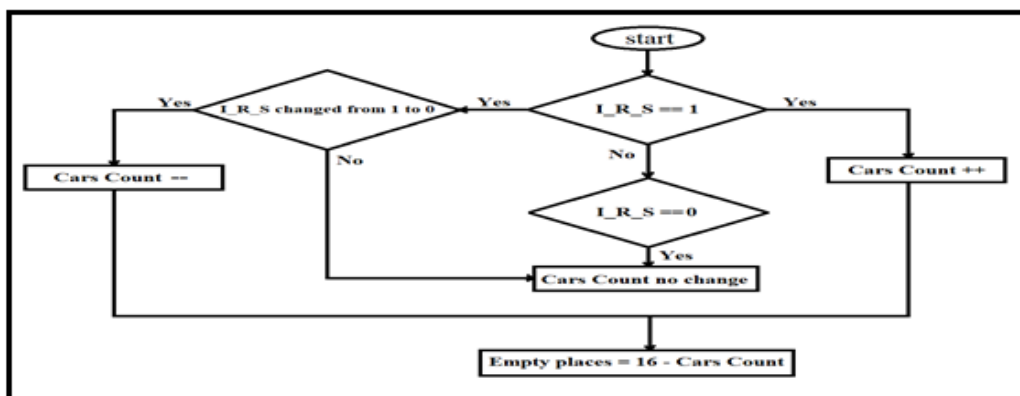 start
Yes
I_R_S changed from 1 to 0
Yes
I_R_S == 1
Yes
No
No
Cars Count --
Cars Count ++
I_R_S == 0
Yes
Cars Count no change
Empty places = 16 - Cars Count